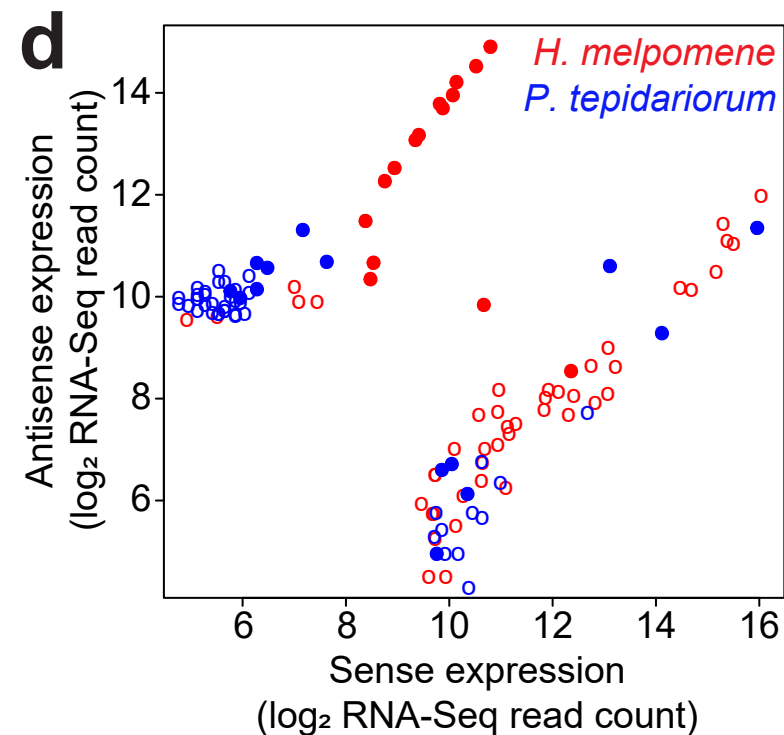 d
H. melpomene
P. tepidariorum
Antisense expression
(log₂ RNA-Seq read count)
14
12
10
8
6
6 8 10 12 14 16
Sense expression
(log₂ RNA-Seq read count)